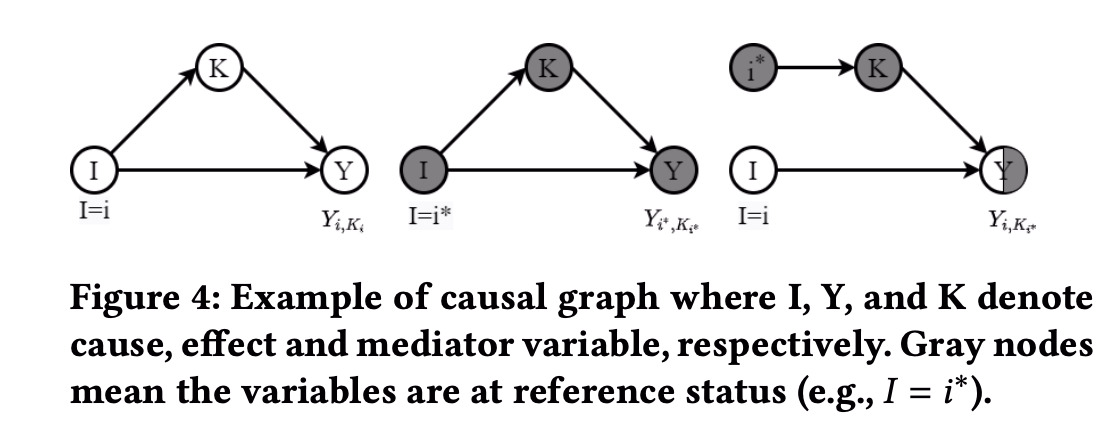 K K i* K
I Y I Y I Y
I=i Y_{i,K_i} I=i* Y_{i*,K_{i*}} I=i Y_{i,K_{i*}}
Figure 4: Example of causal graph where I, Y, and K denote
cause, effect and mediator variable, respectively. Gray nodes
mean the variables are at reference status (e.g., I = i*).